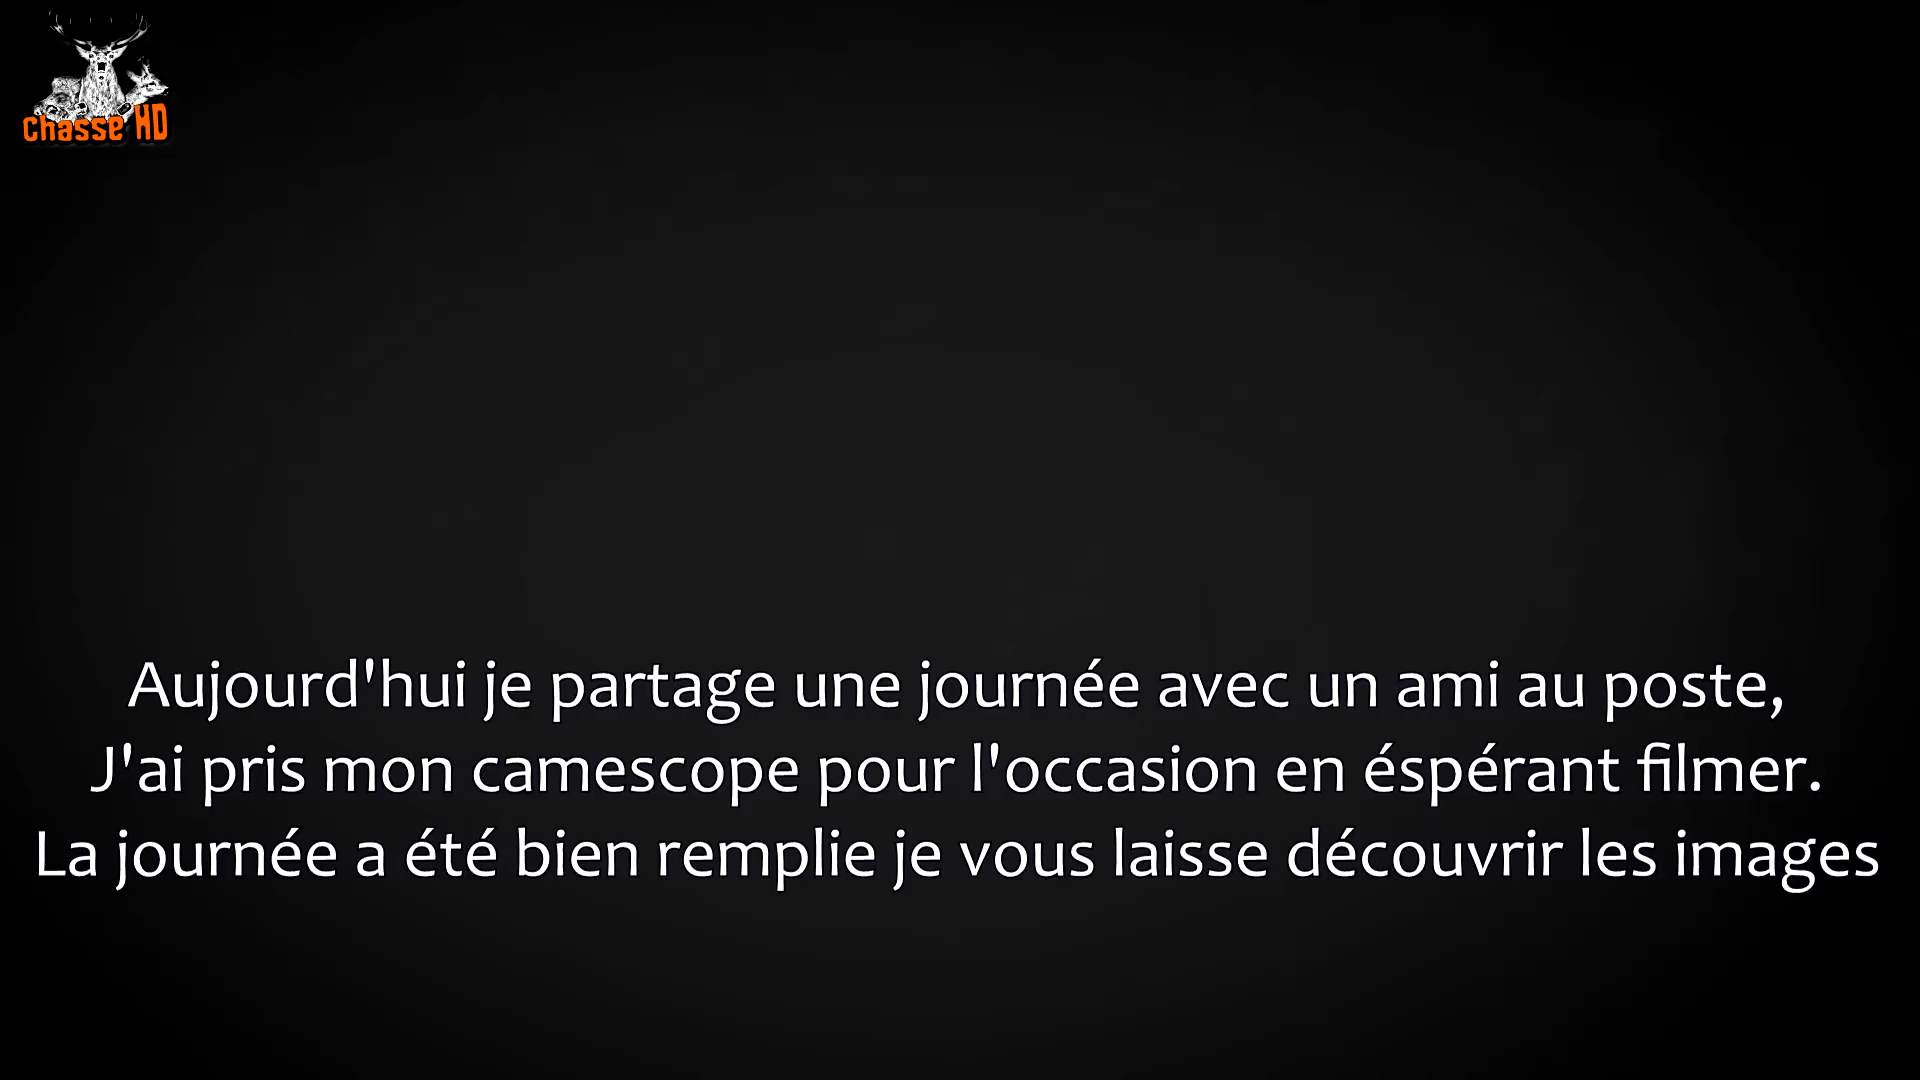 Chasse HD
Aujourd'hui je partage une journée avec un ami au poste,
J'ai pris mon camescope pour l'occasion en éspérant filmer.
La journée a été bien remplie je vous laisse découvrir les images